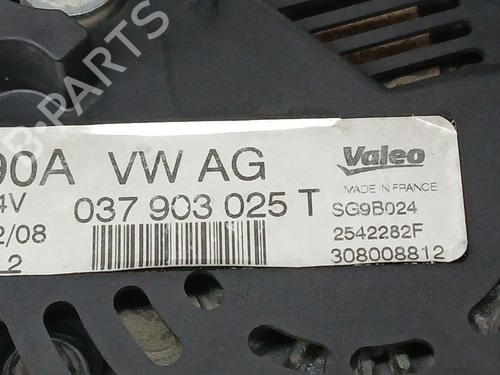 90A VW AG
4V 037 903 025 T
2/08
2
Valeo
MADE IN FRANCE
SG9B024
2542282F
308008812
B-PARTS